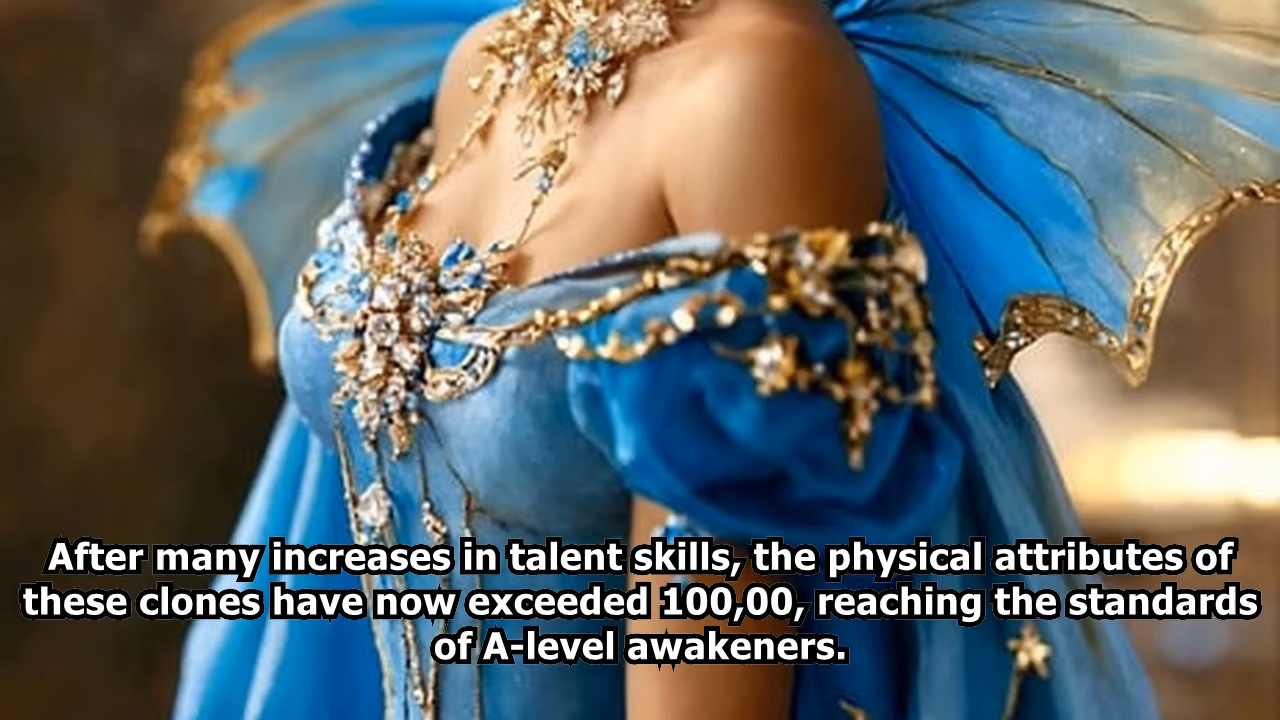 After many increases in talent skills, the physical attributes of
these clones have now exceeded 100,00, reaching the standards
of A-level awakeners.